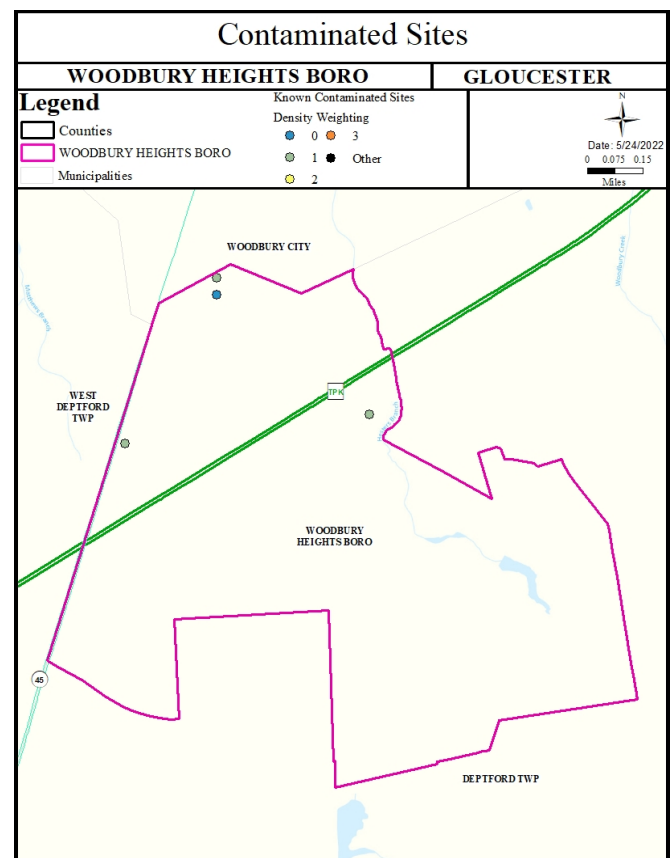 Contaminated Sites
WOODBURY HEIGHTS BORO
GLOUCESTER
Legend
Counties
WOODBURY HEIGHTS BORO
Municipalities
Known Contaminated Sites
Density Weighting
0
3
1
Other
2
N
Date: 5/24/2022
0 0.075 0.15
Miles
WOODBURY CITY
Woodbury Creek
WEST
DEPTFORD
TWP
TPK
WOODBURY
HEIGHTS BORO
45
DEPTFORD TWP